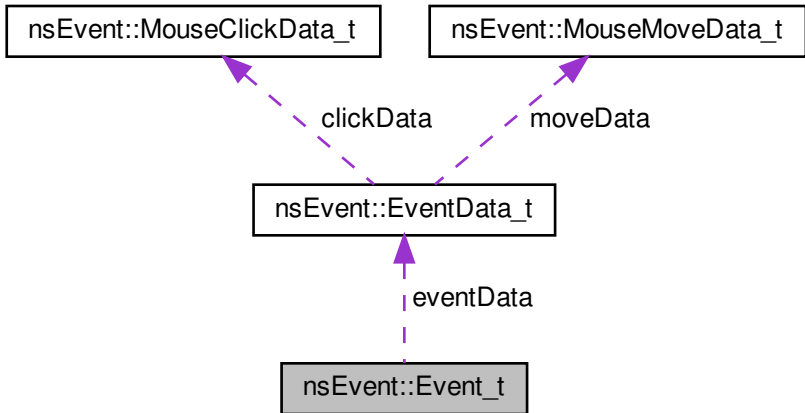 nsEvent::MouseClickData_t
nsEvent::MouseMoveData_t
clickData
moveData
nsEvent::EventData_t
eventData
nsEvent::Event_t